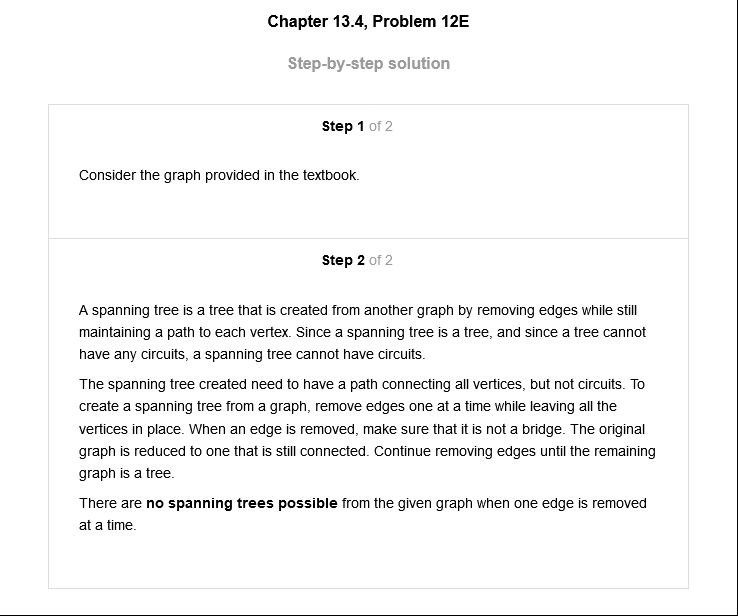 Chapter 13.4, Problem 12E
Step-by-step solution
Step 1 of 2
Consider the graph provided in the textbook.
Step 2 of 2
A spanning tree is a tree that is created from another graph by removing edges while still
maintaining a path to each vertex. Since a spanning tree is a tree, and since a tree cannot
have any circuits, a spanning tree cannot have circuits.
The spanning tree created need to have a path connecting all vertices, but not circuits. To
create a spanning tree from a graph, remove edges one at a time while leaving all the
vertices in place. When an edge is removed, make sure that it is not a bridge. The original
graph is reduced to one that is still connected. Continue removing edges until the remaining
graph is a tree.
There are no spanning trees possible from the given graph when one edge is removed
at a time.